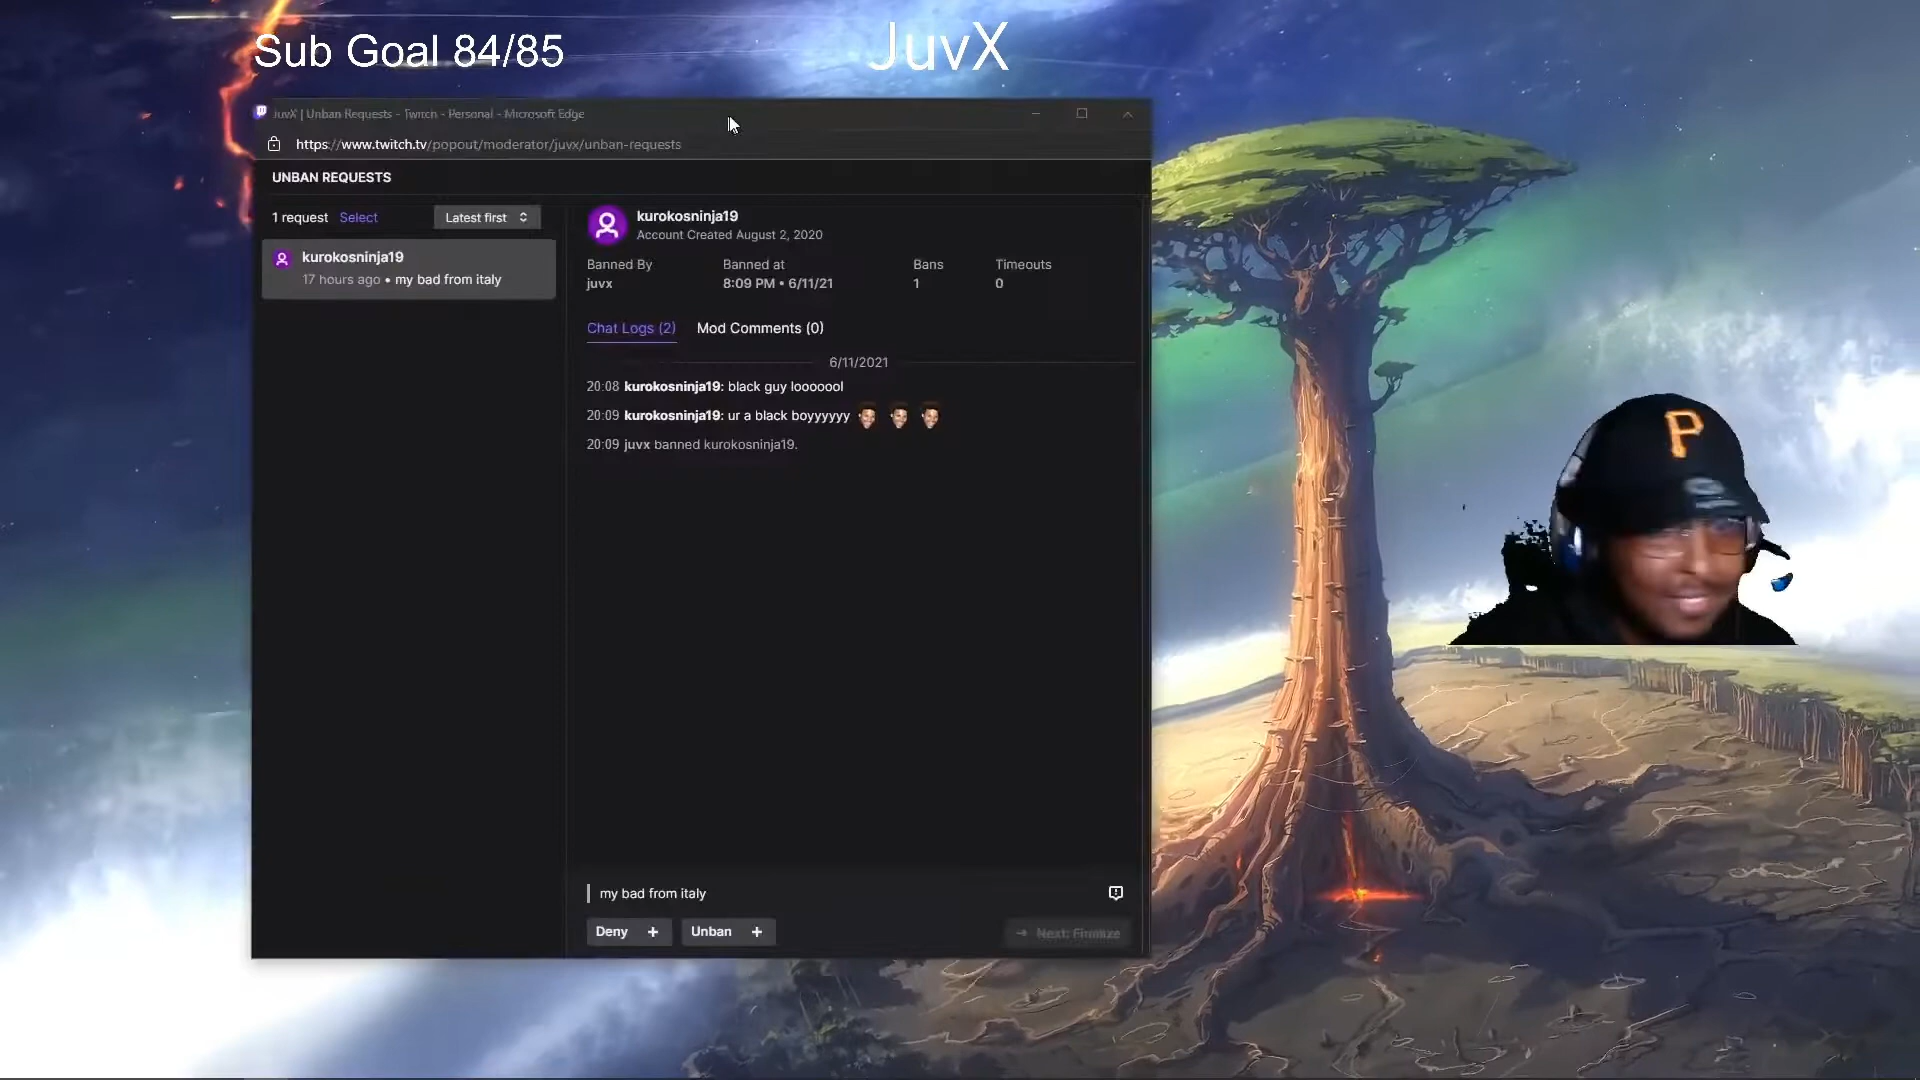 Sub Goal 84/85
JuvX
JuvX | Unban Requests - Twitch - Personal - Microsoft Edge
https://www.twitch.tv/popout/moderator/juvx/unban-requests
UNBAN REQUESTS
1 request Select Latest first
kurokosninja19
17 hours ago • my bad from italy
kurokosninja19
Account Created August 2, 2020
Banned By Banned at Bans Timeouts
juvx 8:09 PM • 6/11/21 1 0
Chat Logs (2) Mod Comments (0)
6/11/2021
20:08 kurokosninja19: black guy looooool
20:09 kurokosninja19: ur a black boyyyyyy
20:09 juvx banned kurokosninja19.
my bad from italy
Deny + Unban + → Next: Finalize
P